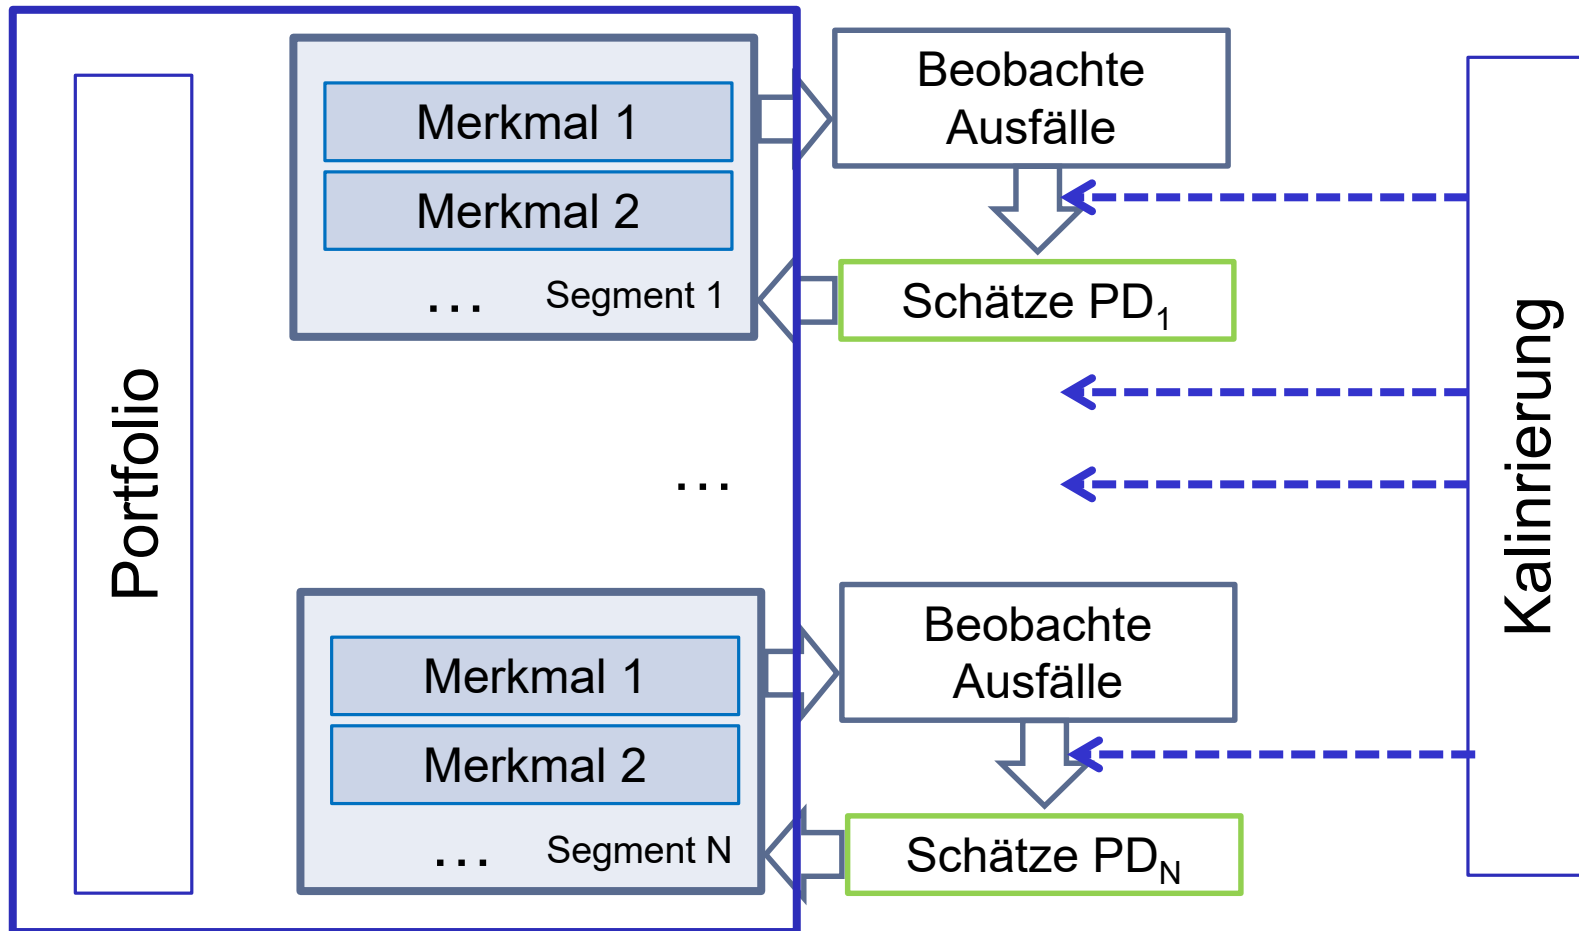 Portfolio
Merkmal 1
Merkmal 2
... Segment 1
Beobachte
Ausfälle
Schätze PD₁
...
Merkmal 1
Merkmal 2
... Segment N
Beobachte
Ausfälle
Schätze PD_N
Kalinrierung